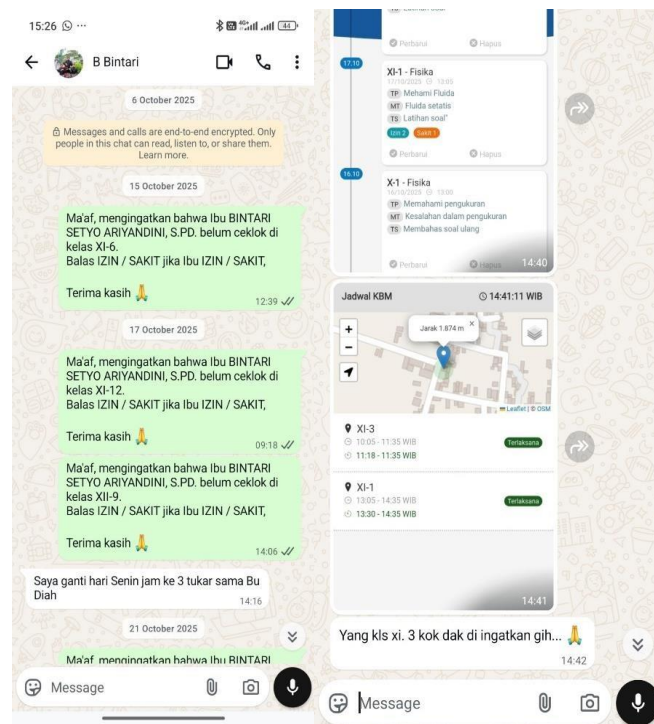 15:26
44
B Bintari
6 October 2025
Messages and calls are end-to-end encrypted. Only
people in this chat can read, listen to, or share them.
Learn more.
15 October 2025
Ma'af, mengingatkan bahwa Ibu BINTARI
SETYO ARIYANDINI, S.PD. belum ceklok di
kelas XI-6.
Balas IZIN / SAKIT jika Ibu IZIN / SAKIT,
Terima kasih 🙏
12:39
17 October 2025
Ma'af, mengingatkan bahwa Ibu BINTARI
SETYO ARIYANDINI, S.PD. belum ceklok di
kelas XI-12.
Balas IZIN / SAKIT jika Ibu IZIN / SAKIT,
Terima kasih 🙏
09:18
Ma'af, mengingatkan bahwa Ibu BINTARI
SETYO ARIYANDINI, S.PD. belum ceklok di
kelas XII-9.
Balas IZIN / SAKIT jika Ibu IZIN / SAKIT,
Terima kasih 🙏
14:06
Saya ganti hari Senin jam ke 3 tukar sama Bu
Diah
14:16
21 October 2025
Ma'af, mengingatkan bahwa Ibu BINTARI
Message
Perbarui Hapus
17.10
XI-1 - Fisika
17/10/2025 13:05
TP Mehami Fluida
MT Fluida setatis
TS Latihan soal"
Izin 2 Sakit 1
Perbarui Hapus
16.10
X-1 - Fisika
16/10/2025 13:00
TP Memahami pengukuran
MT Kesalahan dalam pengukuran
TS Membahas soal ulang
Perbarui Hapus
14:40
Jadwal KBM 14:41:11 WIB
+
−
Jarak 1.874 m ×
Leaflet | © OSM
XI-3
10:05 - 11:35 WIB Terlaksana
11:18 - 11:35 WIB
XI-1
13:05 - 14:35 WIB Terlaksana
13:30 - 14:35 WIB
14:41
Yang kls xi. 3 kok dak di ingatkan gih... 🙏
14:42
Message